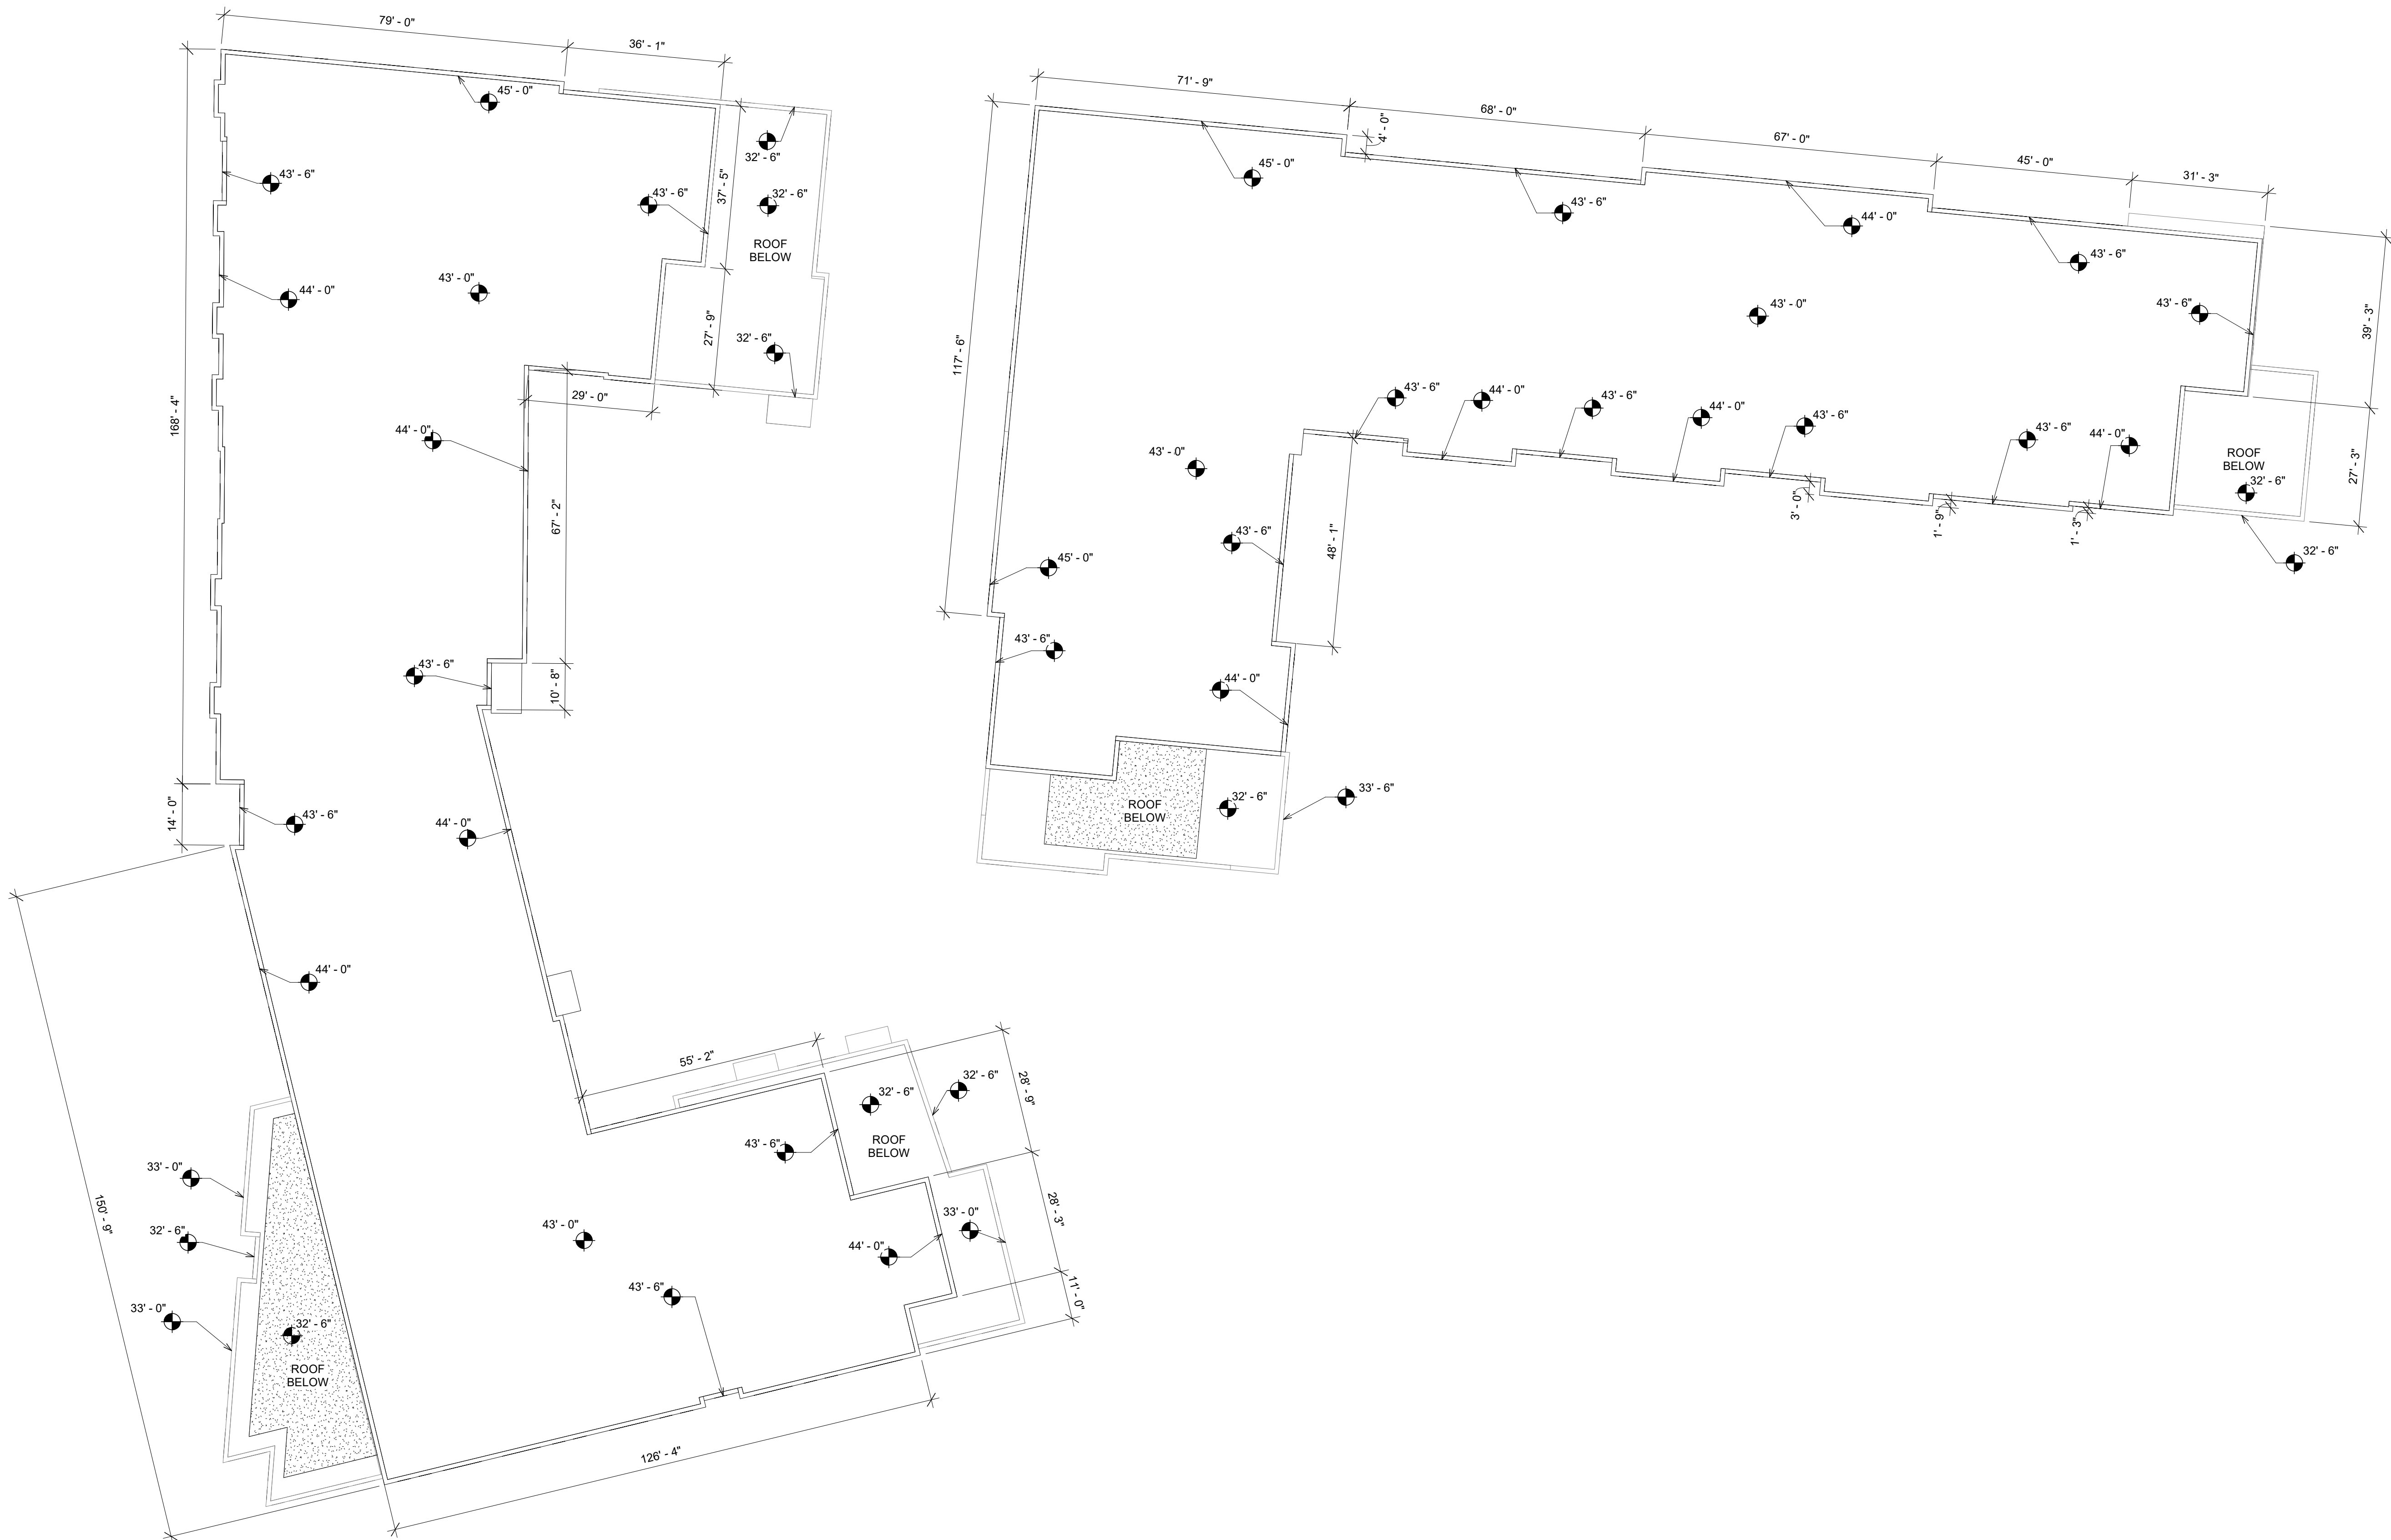 79' - 0"
36' - 1"
45' - 0"
32' - 6"
43' - 6"
43' - 6"
37' - 5"
32' - 6"
ROOF
BELOW
44' - 0"
43' - 0"
27' - 9"
32' - 6"
168' - 4"
29' - 0"
44' - 0"
67' - 2"
43' - 6"
10' - 8"
14' - 0"
43' - 6"
44' - 0"
44' - 0"
55' - 2"
32' - 6"
32' - 6"
28' - 9"
ROOF
BELOW
43' - 6"
33' - 0"
150' - 9"
32' - 6"
43' - 0"
33' - 0"
28' - 3"
44' - 0"
43' - 6"
11' - 0"
33' - 0"
32' - 6"
ROOF
BELOW
126' - 4"
71' - 9"
68' - 0"
4' - 0"
67' - 0"
45' - 0"
31' - 3"
45' - 0"
43' - 6"
44' - 0"
43' - 6"
43' - 0"
43' - 6"
39' - 3"
117' - 6"
43' - 6"
44' - 0"
43' - 6"
44' - 0"
43' - 6"
43' - 6"
44' - 0"
43' - 0"
ROOF
BELOW
32' - 6"
27' - 3"
3' - 0"
1' - 9"
1' - 3"
43' - 6"
48' - 1"
45' - 0"
32' - 6"
43' - 6"
44' - 0"
33' - 6"
32' - 6"
ROOF
BELOW